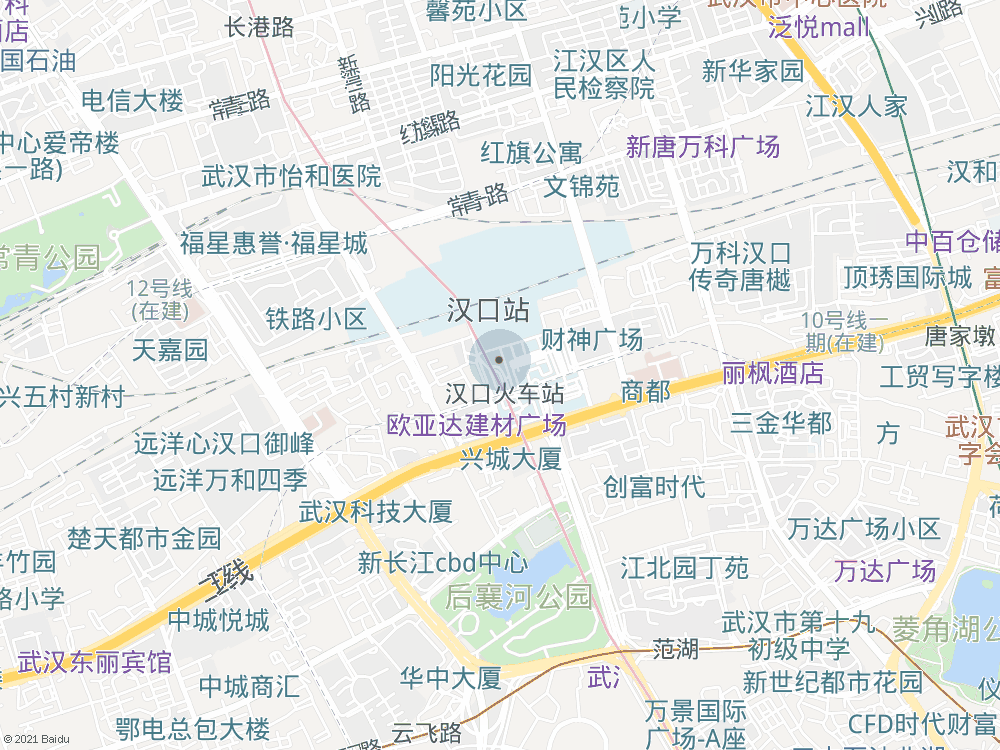 馨苑小区
范小学
泛悦mall
长港路
国石油
阳光花园
江汉区人
民检察院
新华家园
电信大楼
常青三路
新湾二路
江汉人家
纺织路
中心爱帝楼
一路)
红旗公寓
新唐万科广场
武汉市怡和医院
文锦苑
汉和
常青一路
福星惠誉·福星城
常青公园
万科汉口
传奇唐樾
中百仓储
顶琇国际城
富
12号线
(在建)
汉口站
铁路小区
10号线一
期(在建)
天嘉园
财神广场
唐家墩
丽枫酒店
工贸写字楼
汉口火车站
商都
兴五村新村
欧亚达建材广场
三金华都
方
远洋心汉口御峰
兴城大厦
远洋万和四季
创富时代
武汉科技大厦
万达广场小区
楚天都市金园
竹园
新长江cbd中心
江北园丁苑
万达广场
路小学
二环线
后襄河公园
中城悦城
武汉市第十九
初级中学
菱角湖公
范湖
武汉东丽宾馆
华中大厦
武汉
中城商汇
新世纪都市花园
仪
鄂电总包大楼
云飞路
万景国际
广场-A座
CFD时代财富
© 2021 Baidu